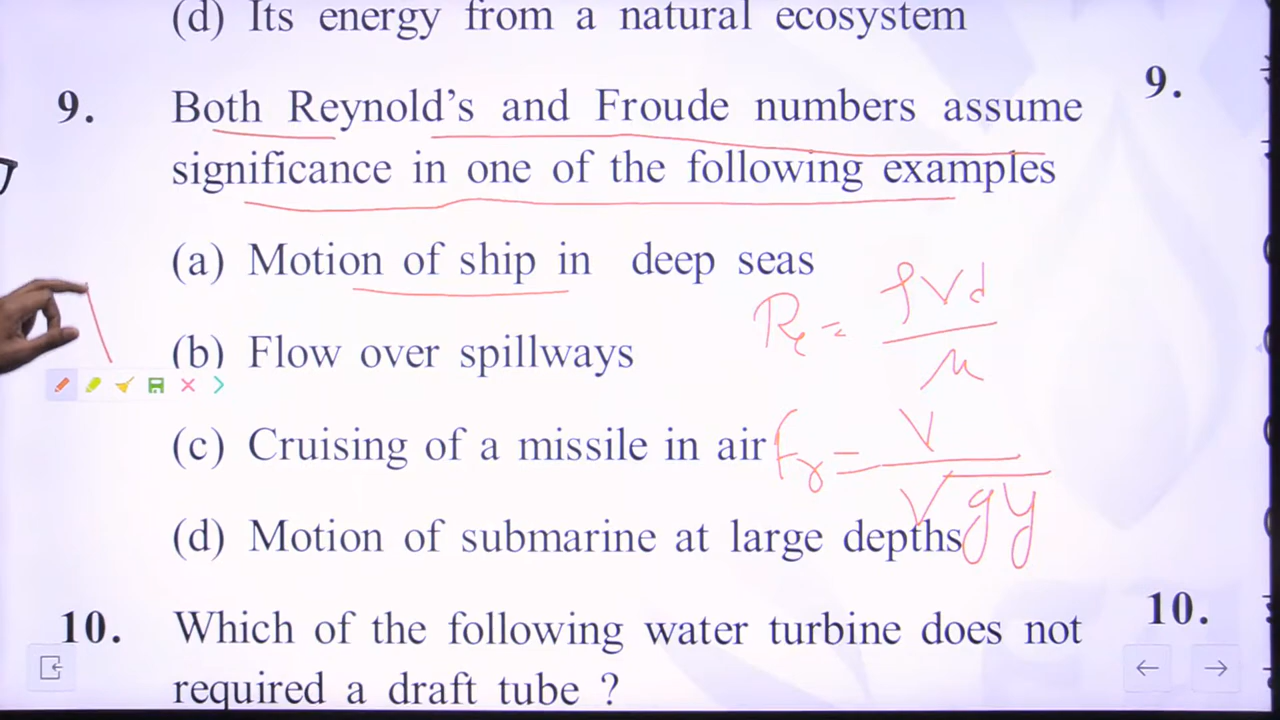 (d) Its energy from a natural ecosystem
9. Both Reynold's and Froude numbers assume
significance in one of the following examples
(a) Motion of ship in deep seas
(b) Flow over spillways
(c) Cruising of a missile in air
(d) Motion of submarine at large depths
Re = ρVd / μ
Fr = V / √gy
10. Which of the following water turbine does not
required a draft tube ?
9.
10.